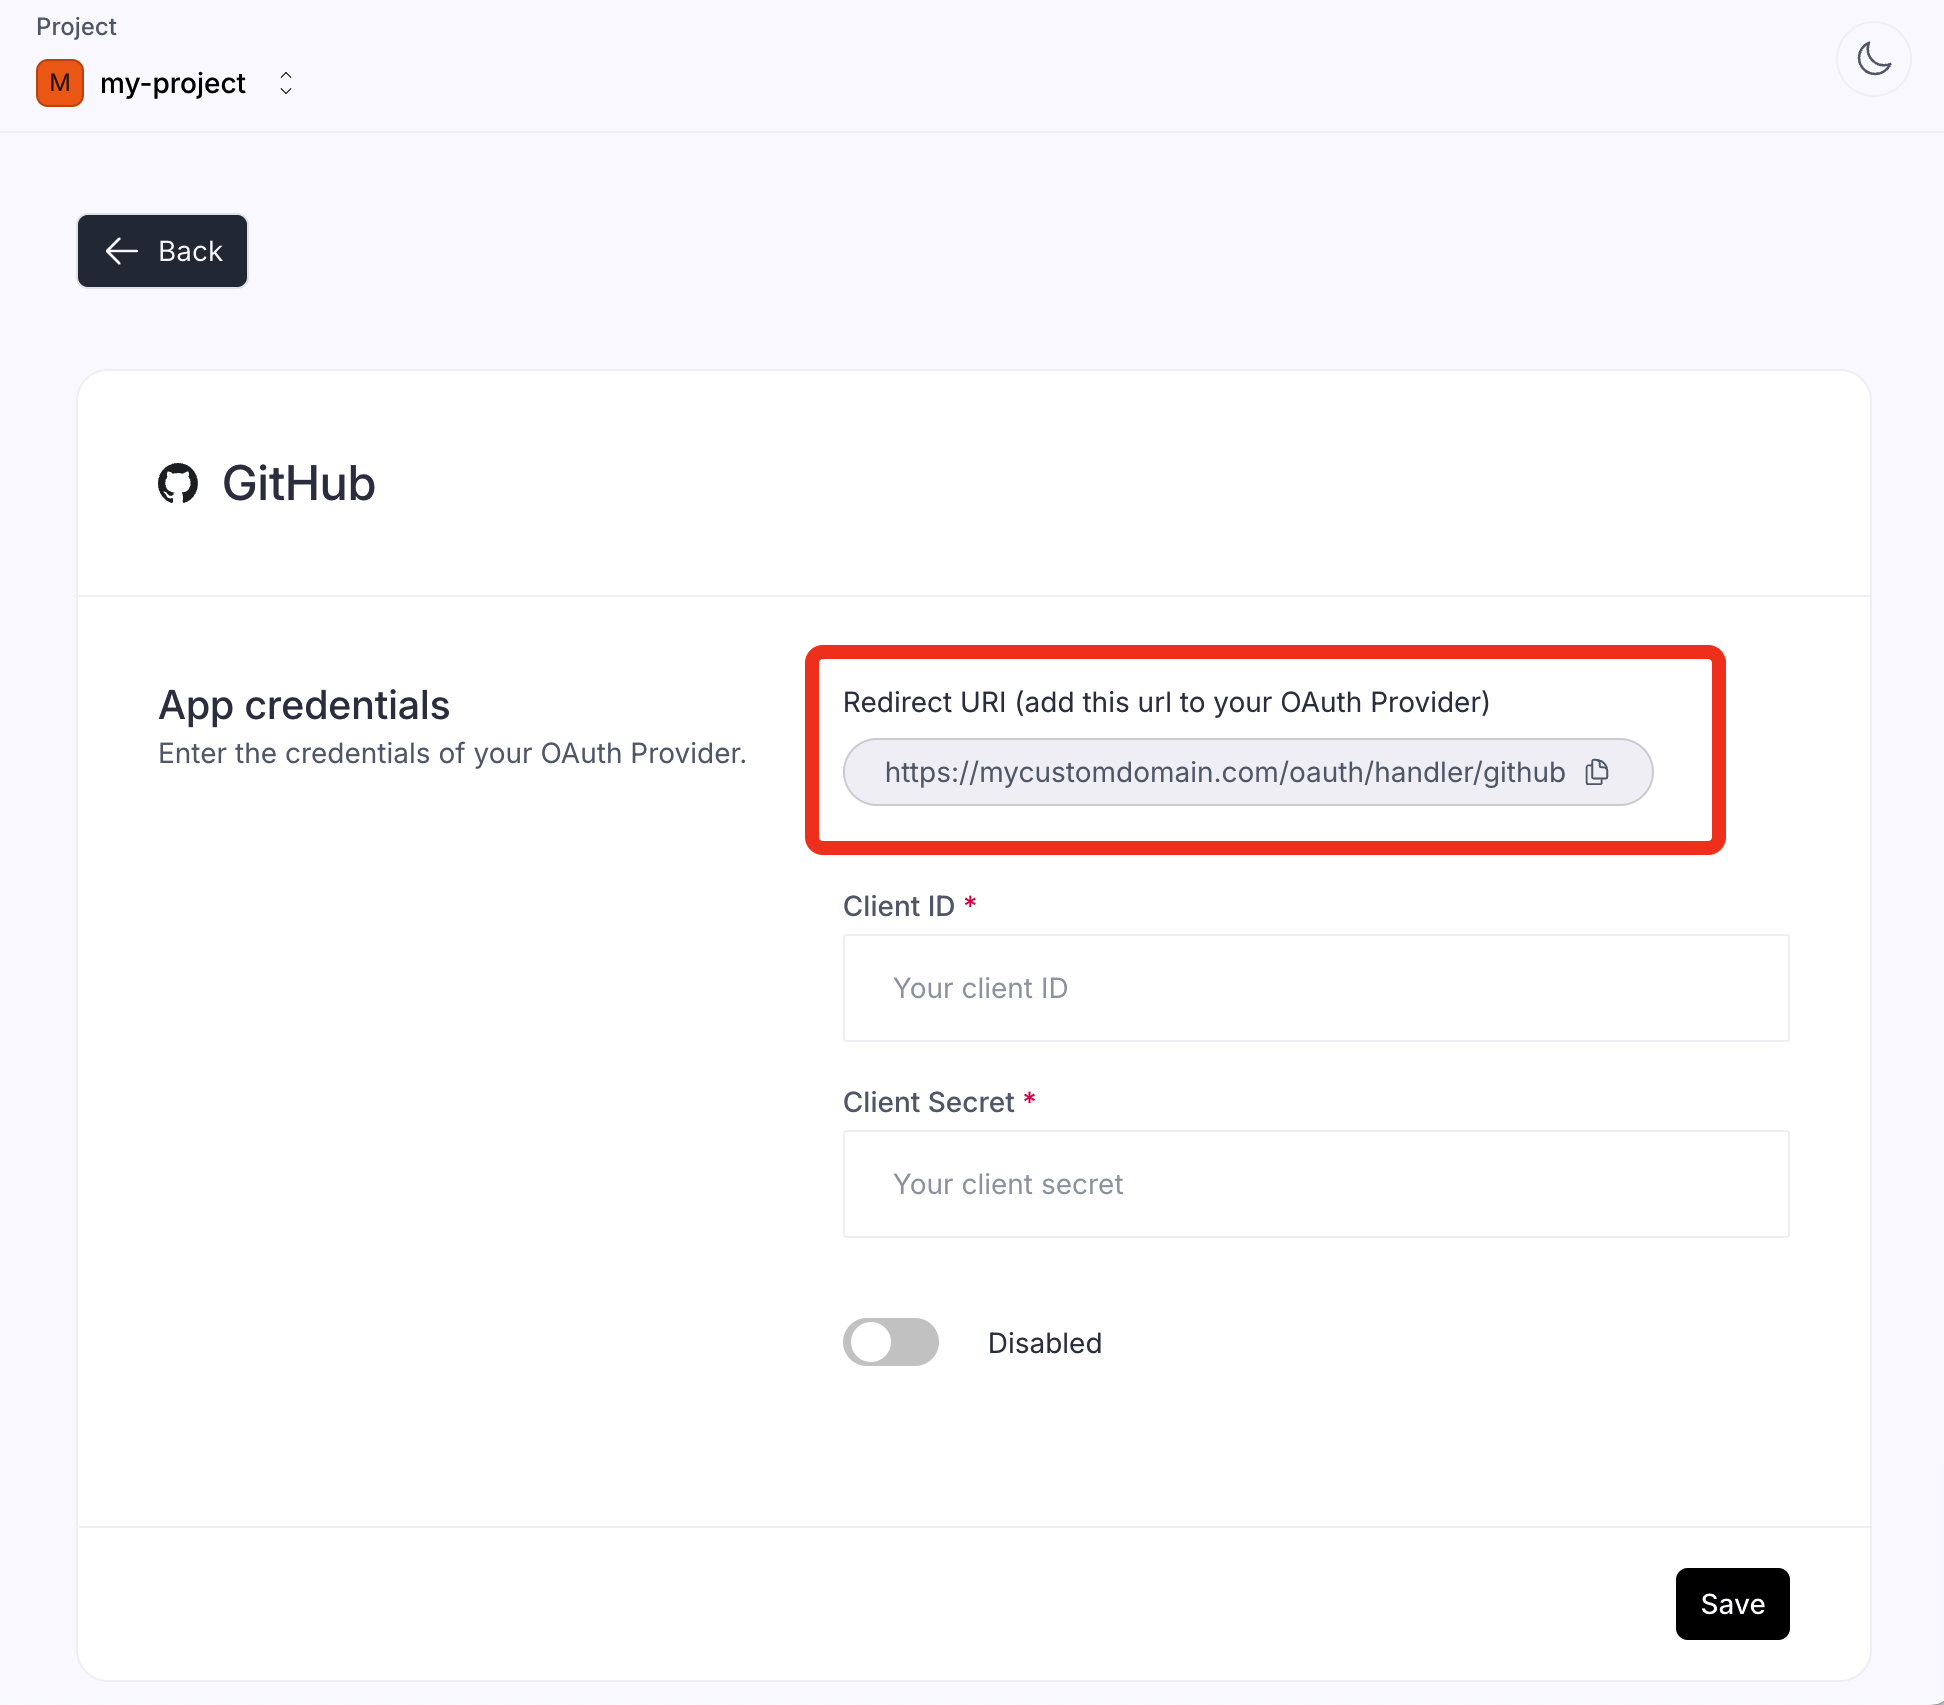 Project
M my-project
Back
GitHub
App credentials
Enter the credentials of your OAuth Provider.
Redirect URI (add this url to your OAuth Provider)
https://mycustomdomain.com/oauth/handler/github
Client ID *
Your client ID
Client Secret *
Your client secret
Disabled
Save